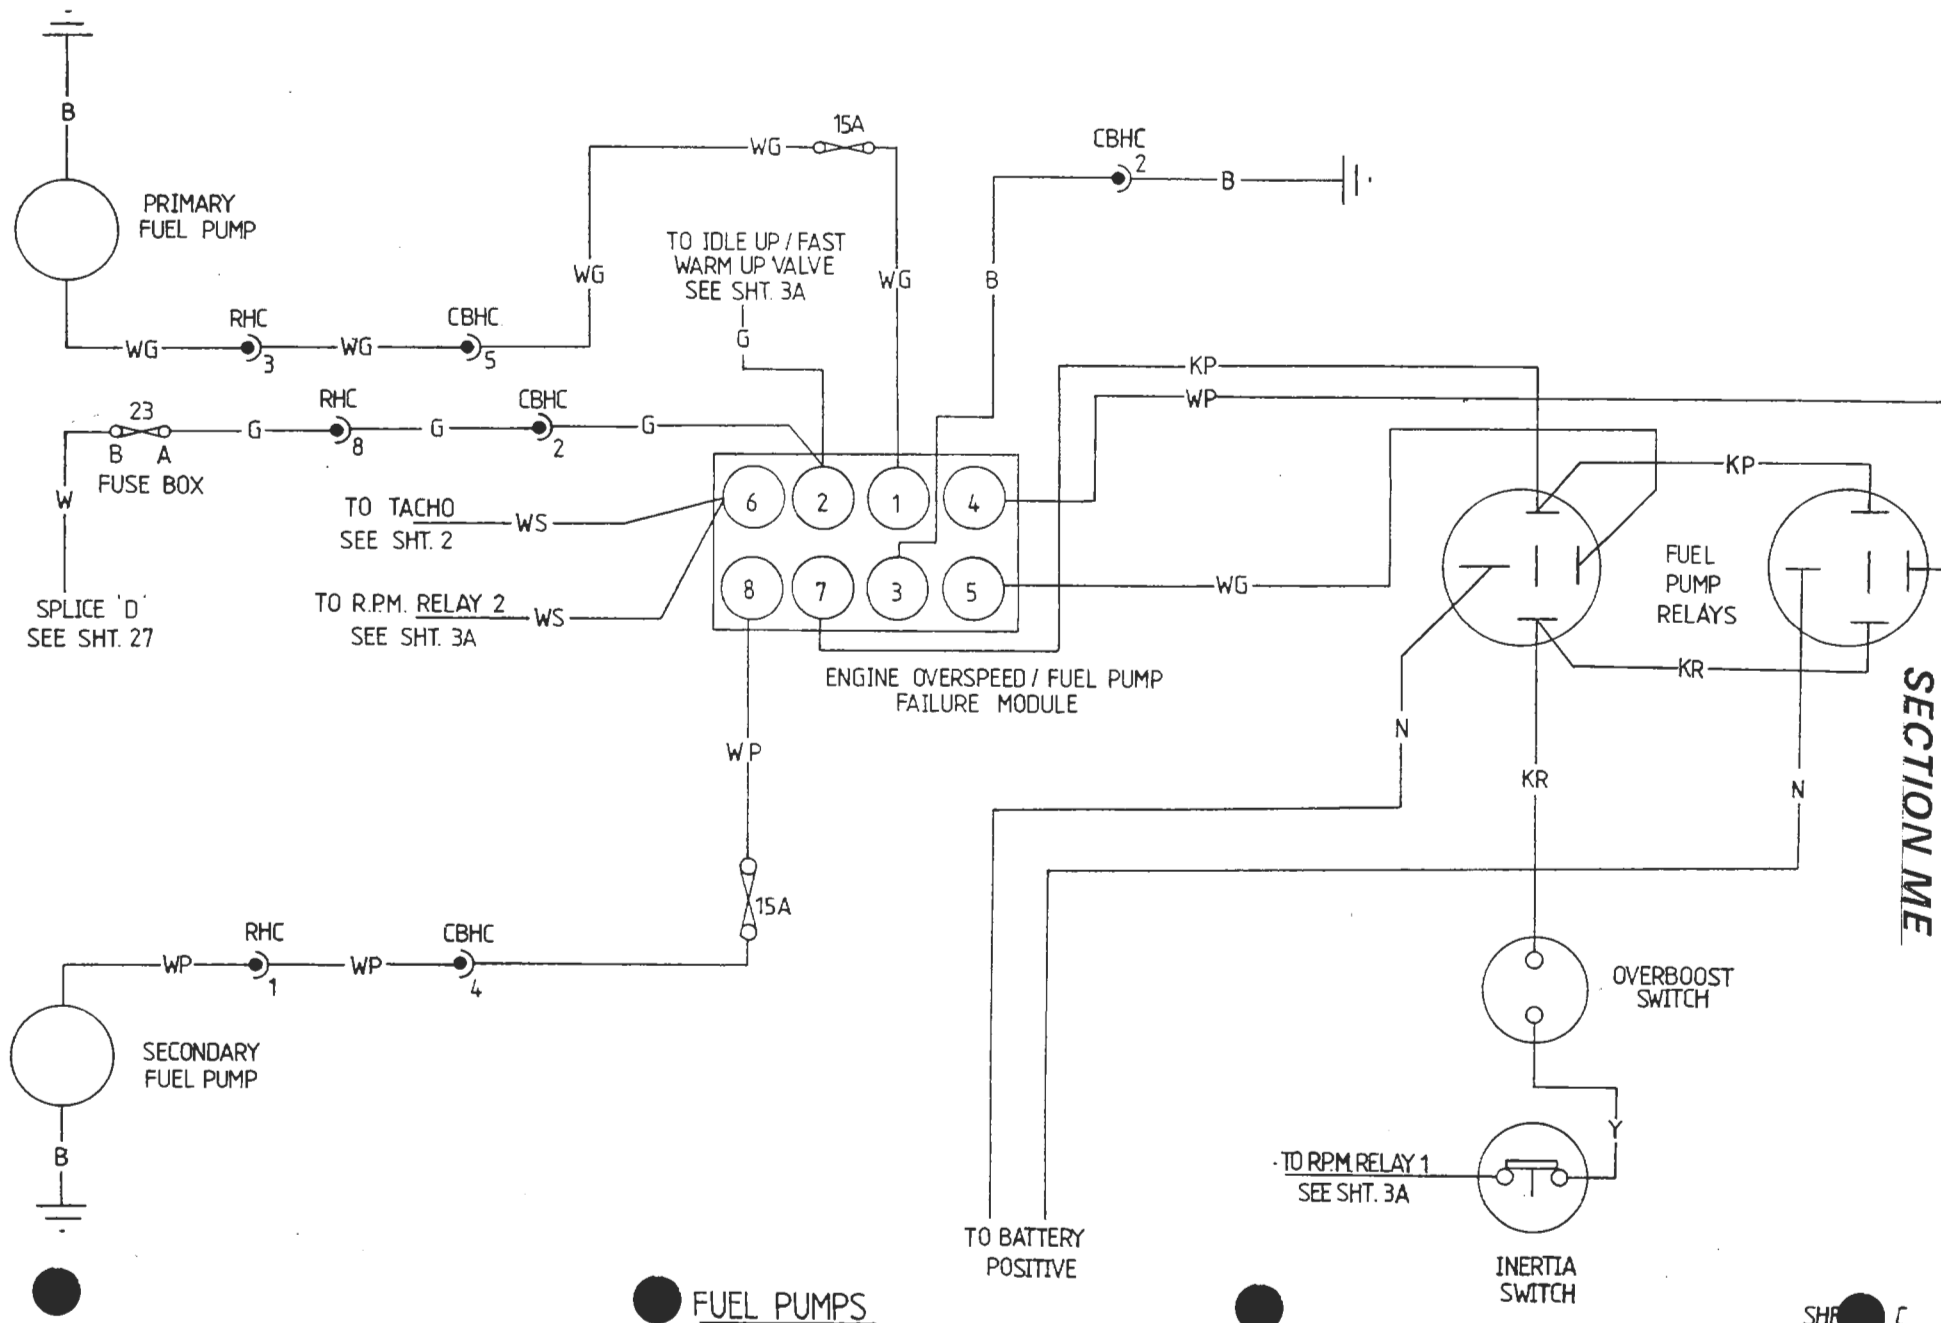 B
PRIMARY
FUEL PUMP
WG
15A
CBHC
2
B
TO IDLE UP / FAST
WARM UP VALVE
SEE SHT. 3A
WG
WG
B
G
WG
RHC
3
WG
CBHC
5
KP
WP
23
B A
FUSE BOX
G
RHC
8
G
CBHC
2
G
W
SPLICE 'D'
SEE SHT. 27
TO TACHO
SEE SHT. 2
WS
TO R.P.M. RELAY 2
SEE SHT. 3A
WS
6 2 1 4
8 7 3 5
ENGINE OVERSPEED / FUEL PUMP
FAILURE MODULE
WG
KP
FUEL
PUMP
RELAYS
KR
N
KR
N
SECTION ME
WP
15A
WP
RHC
1
WP
CBHC
4
SECONDARY
FUEL PUMP
B
OVERBOOST
SWITCH
Y
TO R.P.M. RELAY 1
SEE SHT. 3A
INERTIA
SWITCH
TO BATTERY
POSITIVE
FUEL PUMPS